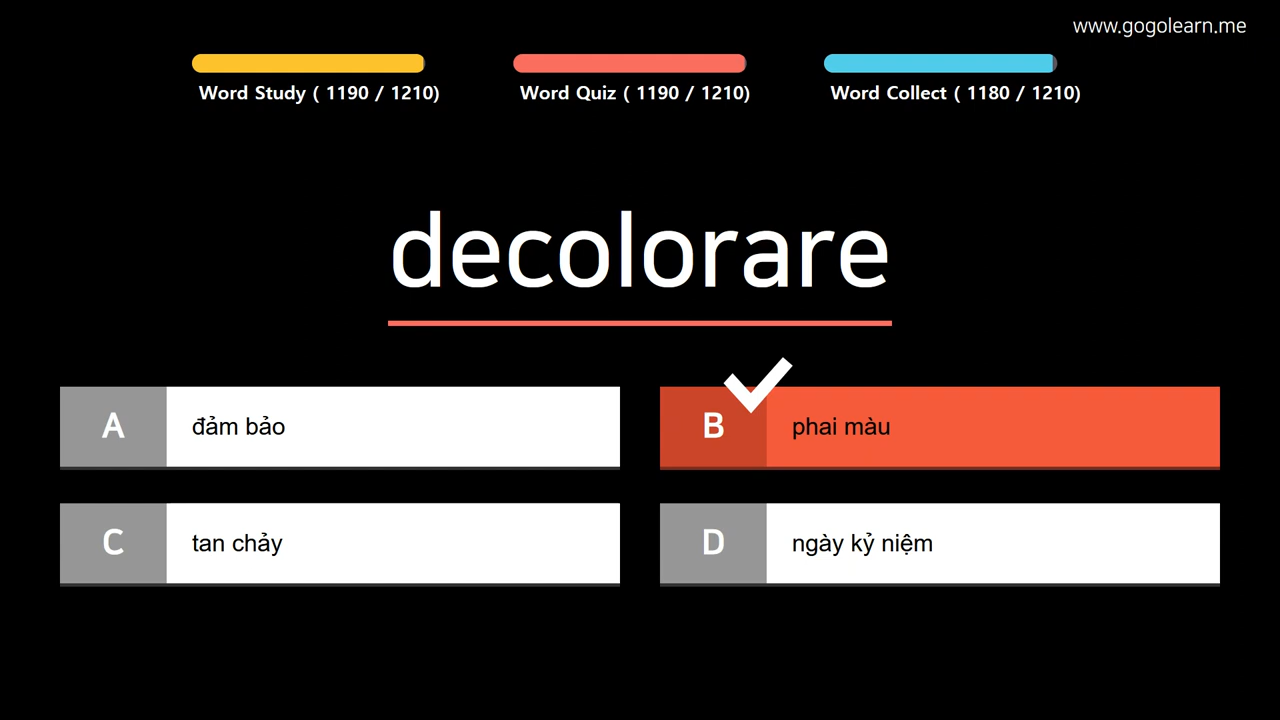 www.gogolearn.me
Word Study ( 1190 / 1210)
Word Quiz ( 1190 / 1210)
Word Collect ( 1180 / 1210)
decolorare
A đảm bảo
B phai màu
C tan chảy
D ngày kỷ niệm